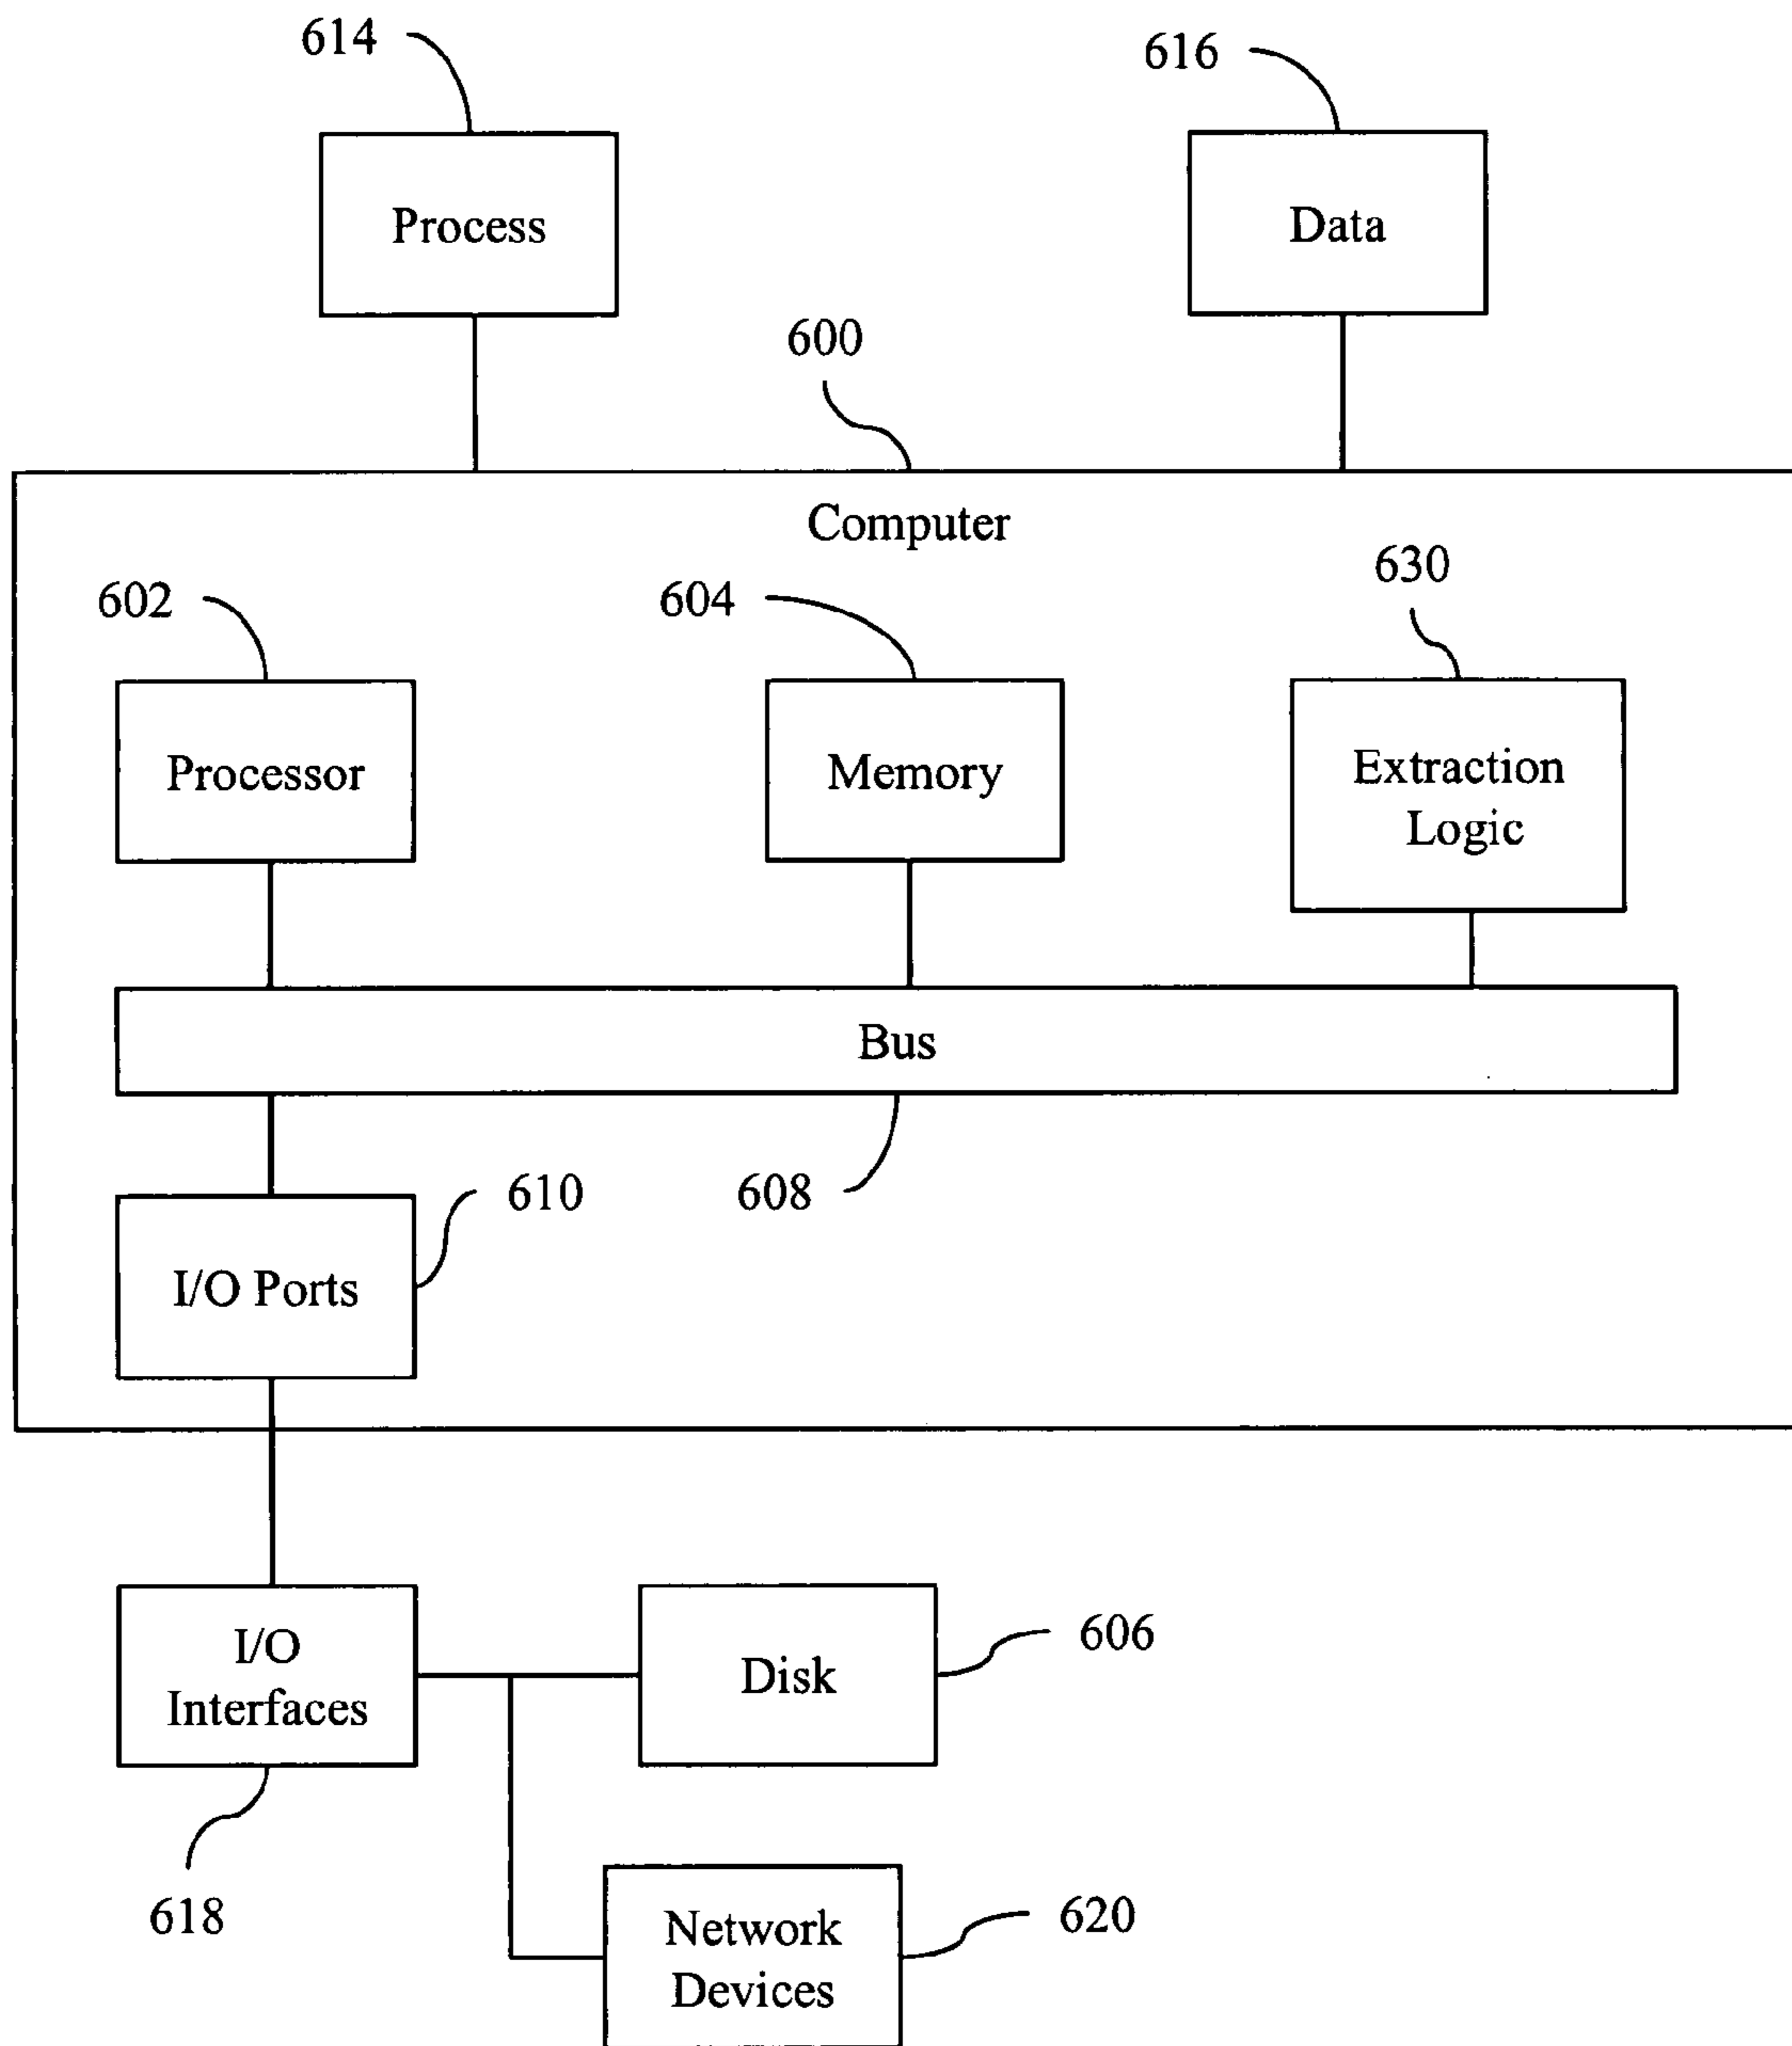 614
616
Process
Data
600
Computer
630
602
604
Processor
Memory
Extraction
Logic
Bus
610
608
I/O Ports
I/O
Interfaces
Disk
606
618
Network
Devices
620